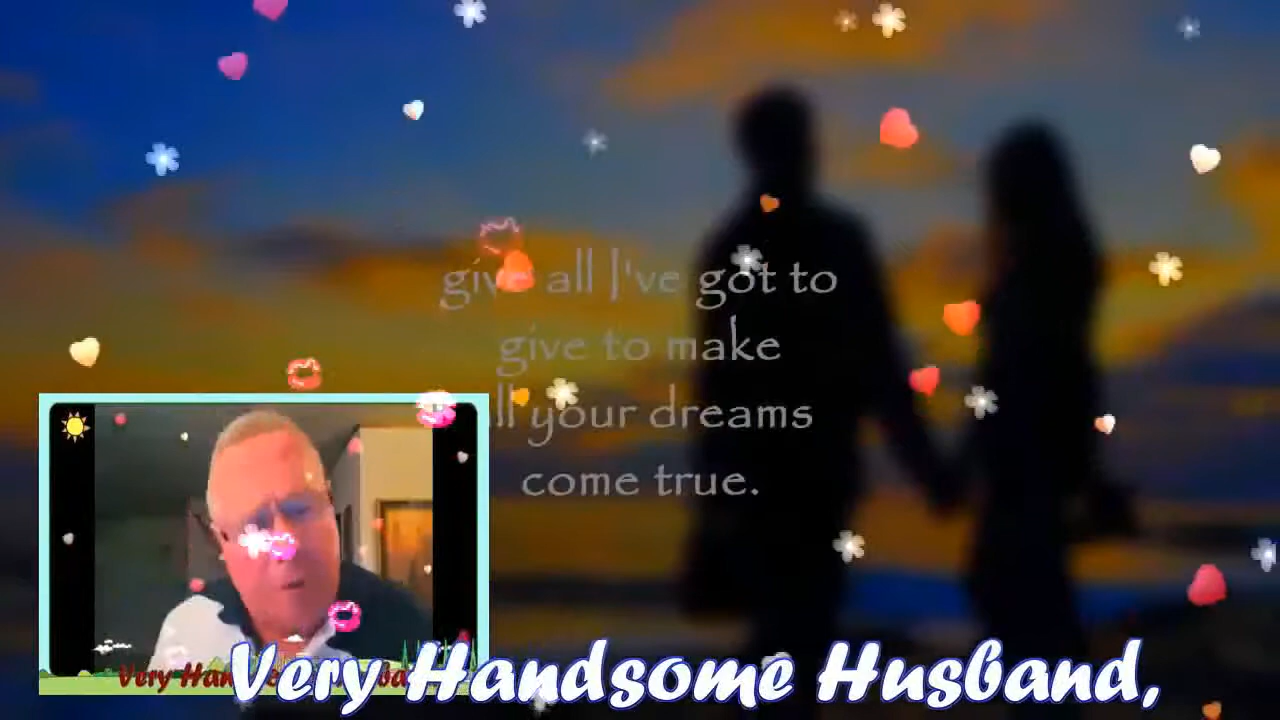 give all I've got to
give to make
all your dreams
come true.
Very Handsome Husband,